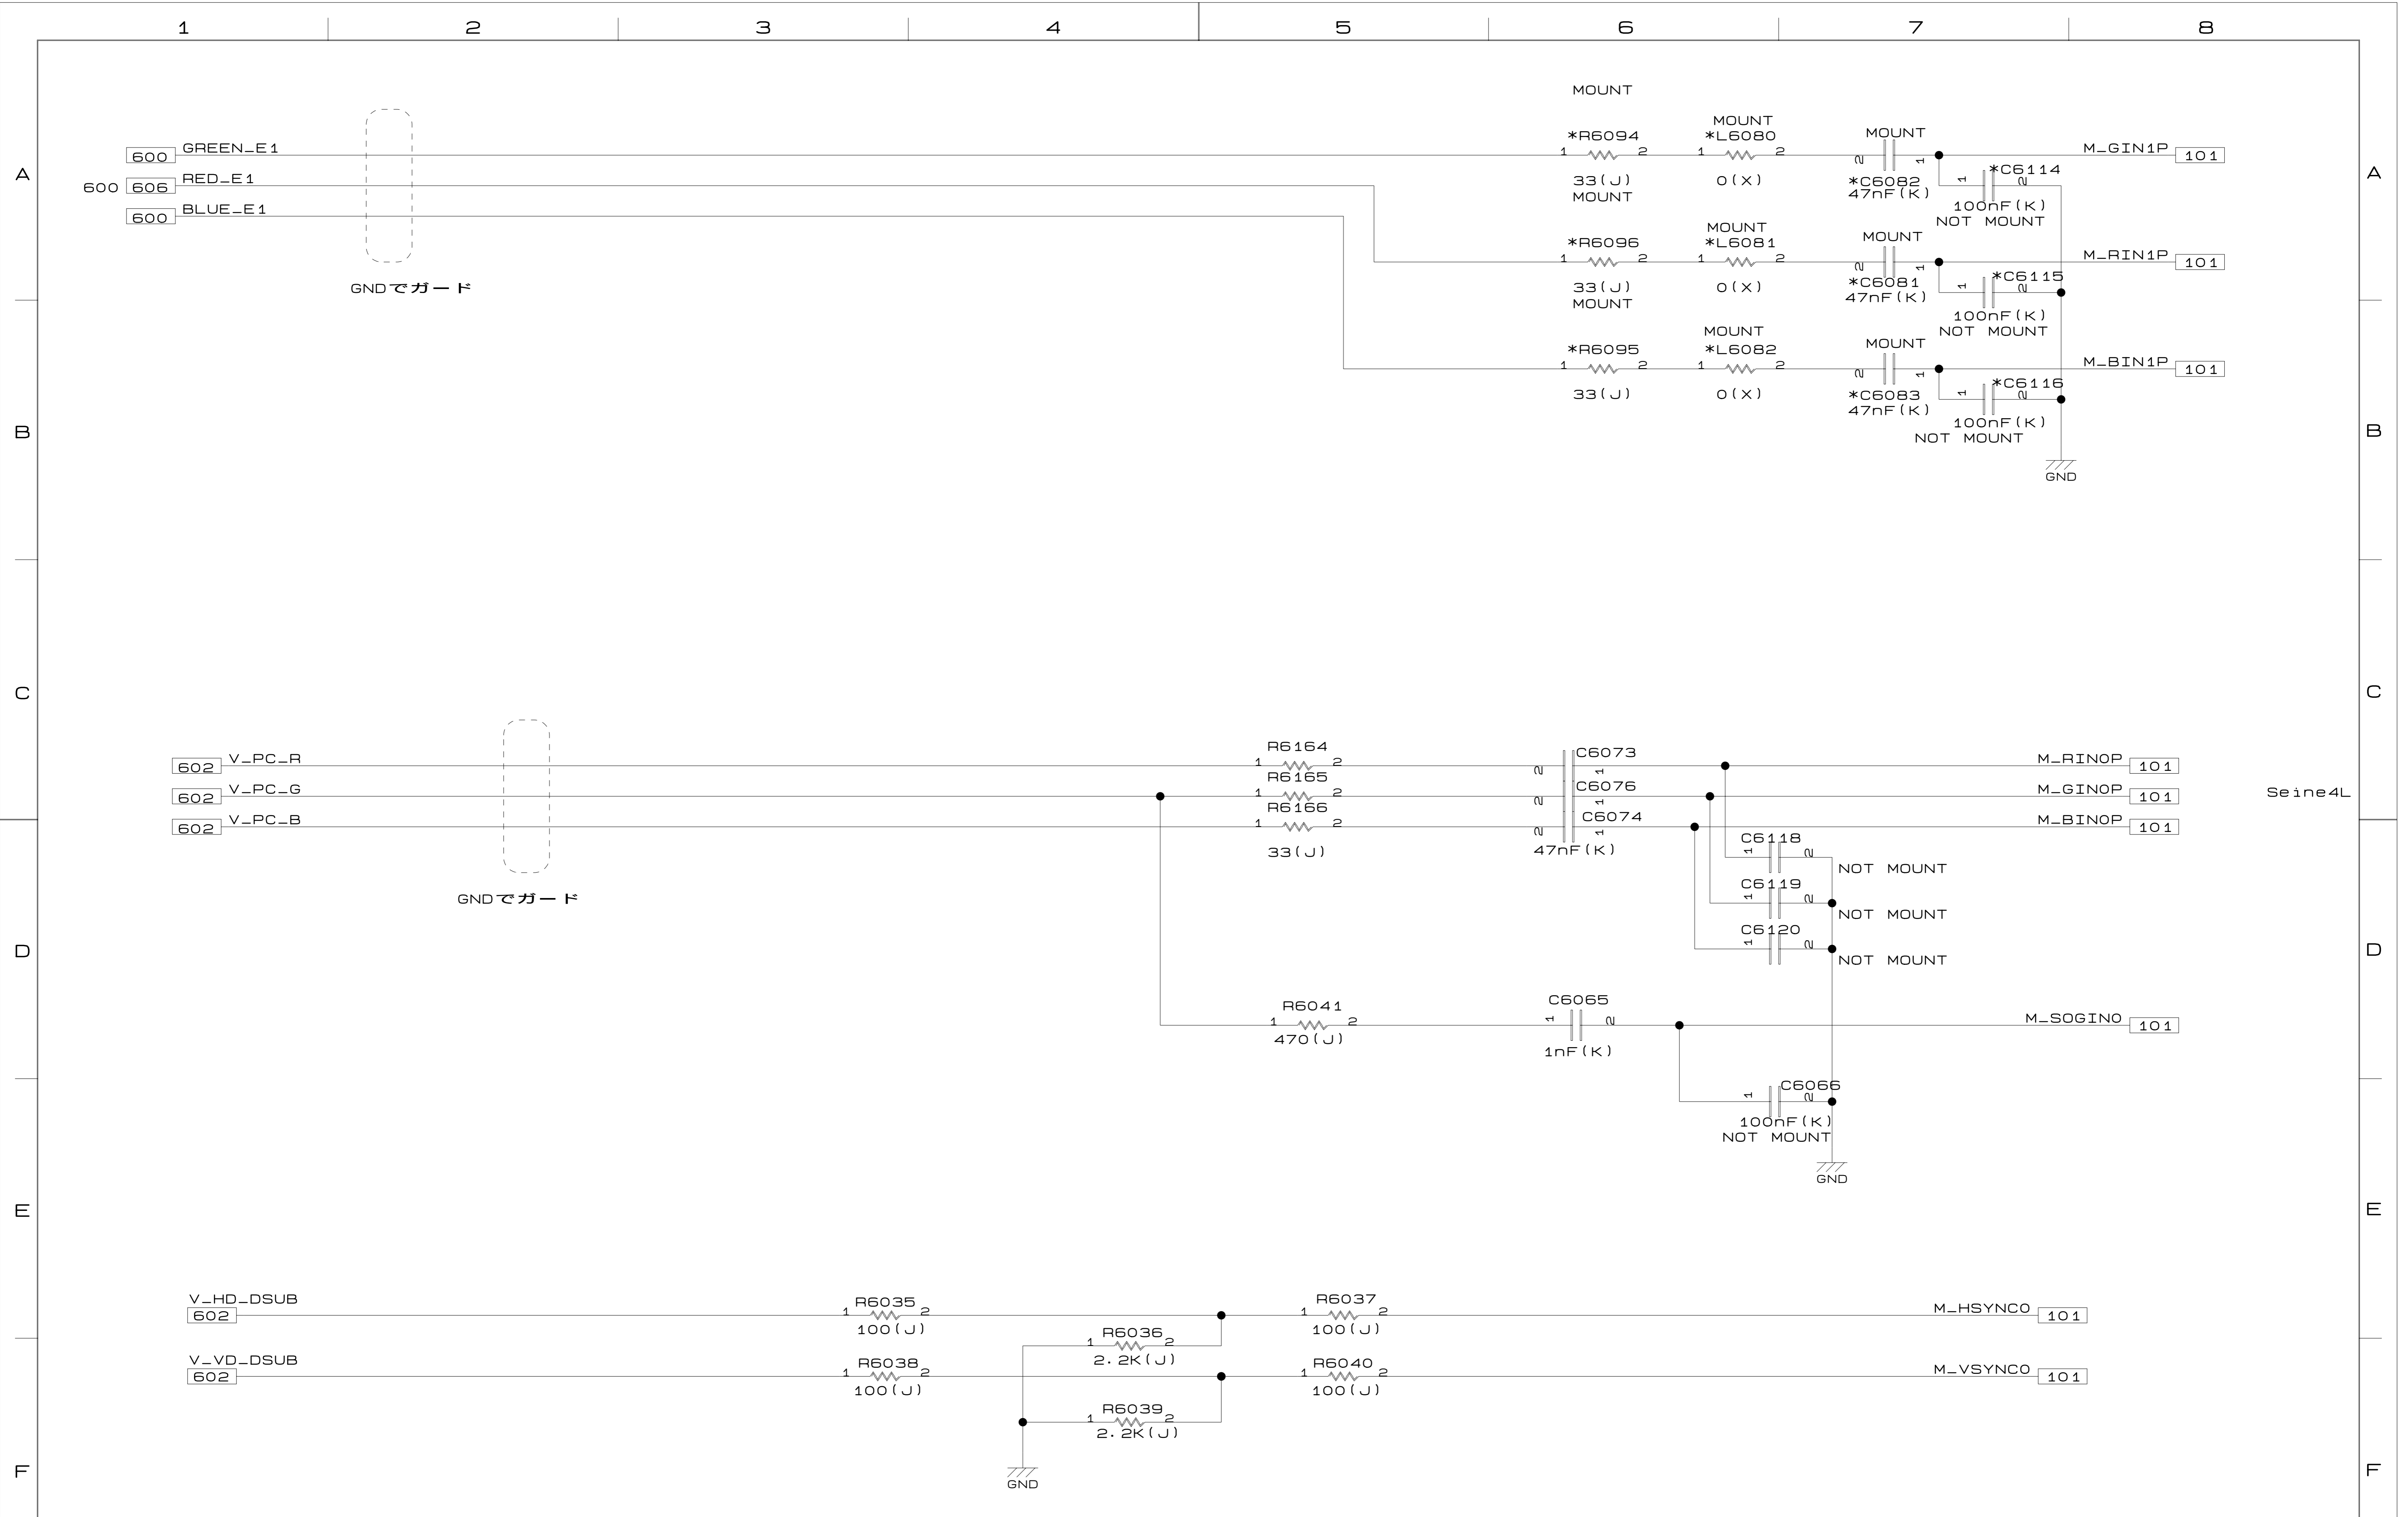 1 2 3 4 5 6 7 8
MOUNT
MOUNT
*R6094 *L6080 MOUNT
A 600 GREEN_E1 1 2 1 2 2 1 M_GIN1P 101 A
*C6114
600 606 RED_E1 33(J) 0(X) *C6082 1 2
MOUNT 47nF(K)
600 BLUE_E1 100nF(K)
NOT MOUNT
MOUNT
*R6096 *L6081 MOUNT
1 2 1 2 2 1 M_RIN1P 101
*C6115
GNDでガード 33(J) 0(X) *C6081 1 2
MOUNT 47nF(K)
100nF(K)
NOT MOUNT
MOUNT MOUNT
*R6095 *L6082
1 2 1 2 2 1 M_BIN1P 101
*C6116
33(J) 0(X) *C6083 1 2
47nF(K)
100nF(K)
B NOT MOUNT B
GND
C C
R6164 C6073
602 V_PC_R 1 2 2 1 M_RIN0P 101
R6165 C6076
602 V_PC_G 1 2 2 1 M_GIN0P 101 Seine4L
R6166 C6074
602 V_PC_B 1 2 2 1 M_BIN0P 101
33(J) 47nF(K) C6118
1 2 NOT MOUNT
GNDでガード C6119
1 2 NOT MOUNT
C6120
D 1 2 NOT MOUNT D
R6041 C6065
1 2 1 2 M_SOGIN0 101
470(J) 1nF(K)
C6066
1 2
100nF(K)
NOT MOUNT
GND
E E
V_HD_DSUB R6035 R6037
602 1 2 1 2 M_HSYNC0 101
100(J) 100(J)
R6036
1 2
2.2K(J)
V_VD_DSUB R6038 R6040
602 1 2 1 2 M_VSYNC0 101
100(J) 100(J)
R6039
1 2
2.2K(J)
F F
GND